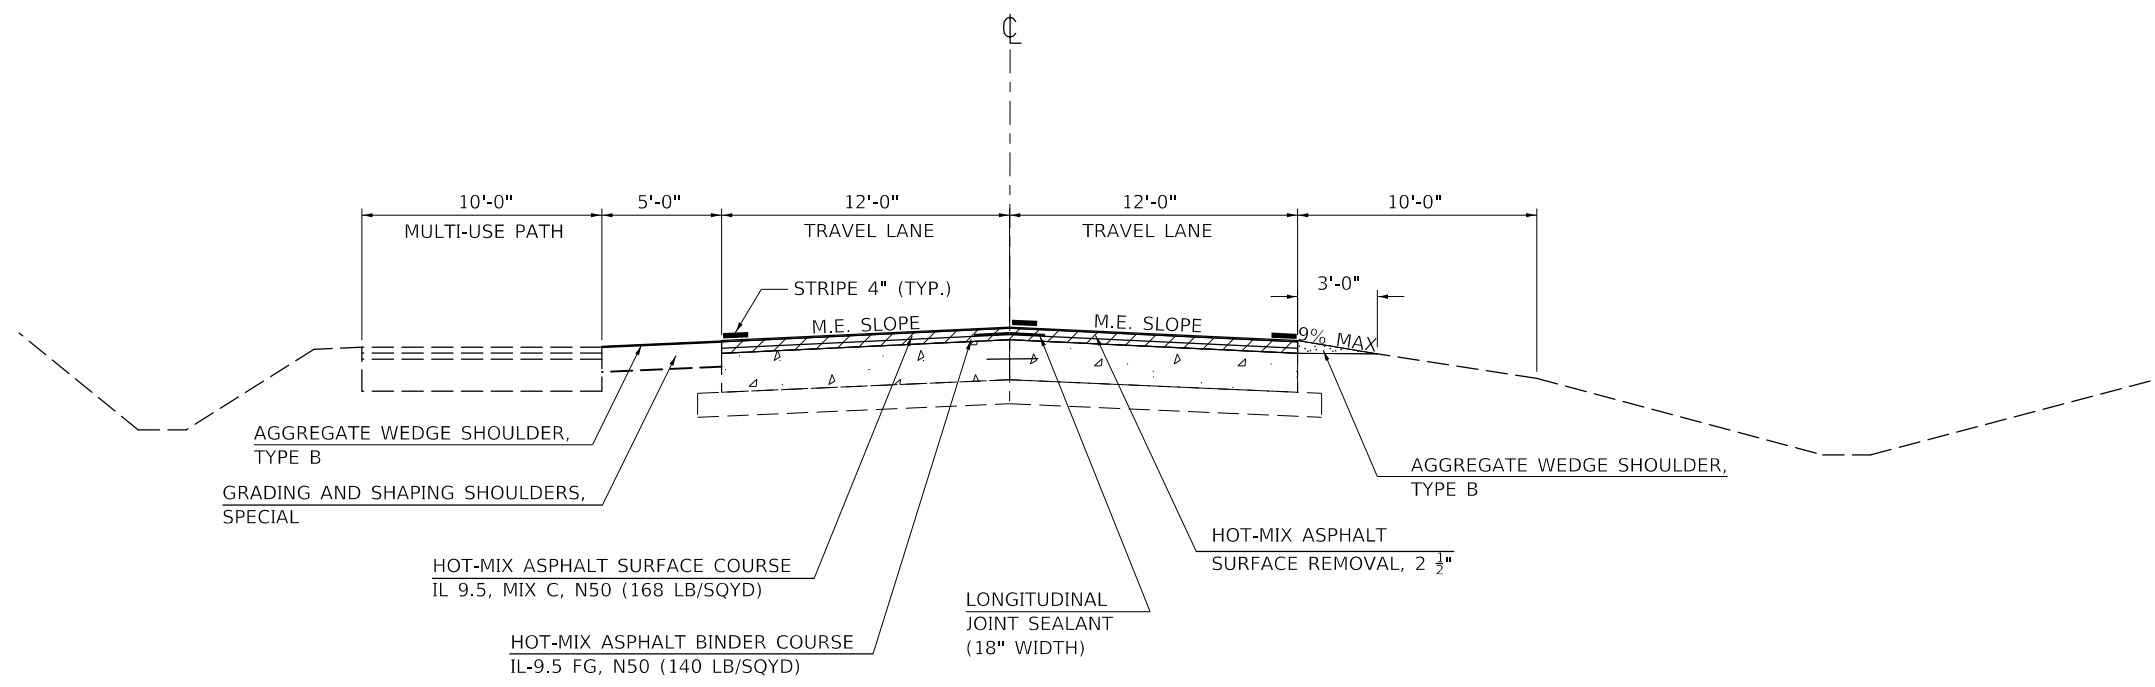 ℄
10'-0"
5'-0"
12'-0"
12'-0"
10'-0"
MULTI-USE PATH
TRAVEL LANE
TRAVEL LANE
3'-0"
STRIPE 4" (TYP.)
M.E. SLOPE
M.E. SLOPE
9% MAX
AGGREGATE WEDGE SHOULDER,
TYPE B
GRADING AND SHAPING SHOULDERS,
SPECIAL
HOT-MIX ASPHALT SURFACE COURSE
IL 9.5, MIX C, N50 (168 LB/SQYD)
HOT-MIX ASPHALT BINDER COURSE
IL-9.5 FG, N50 (140 LB/SQYD)
LONGITUDINAL
JOINT SEALANT
(18" WIDTH)
HOT-MIX ASPHALT
SURFACE REMOVAL, 2 ½"
AGGREGATE WEDGE SHOULDER,
TYPE B